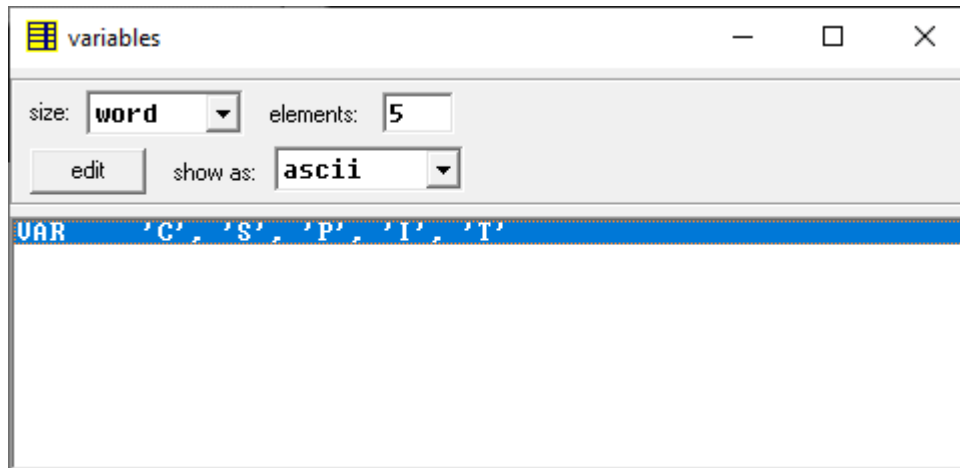 variables
size: word elements: 5
edit show as: ascii
VAR 'C', 'S', 'P', 'I', 'T'